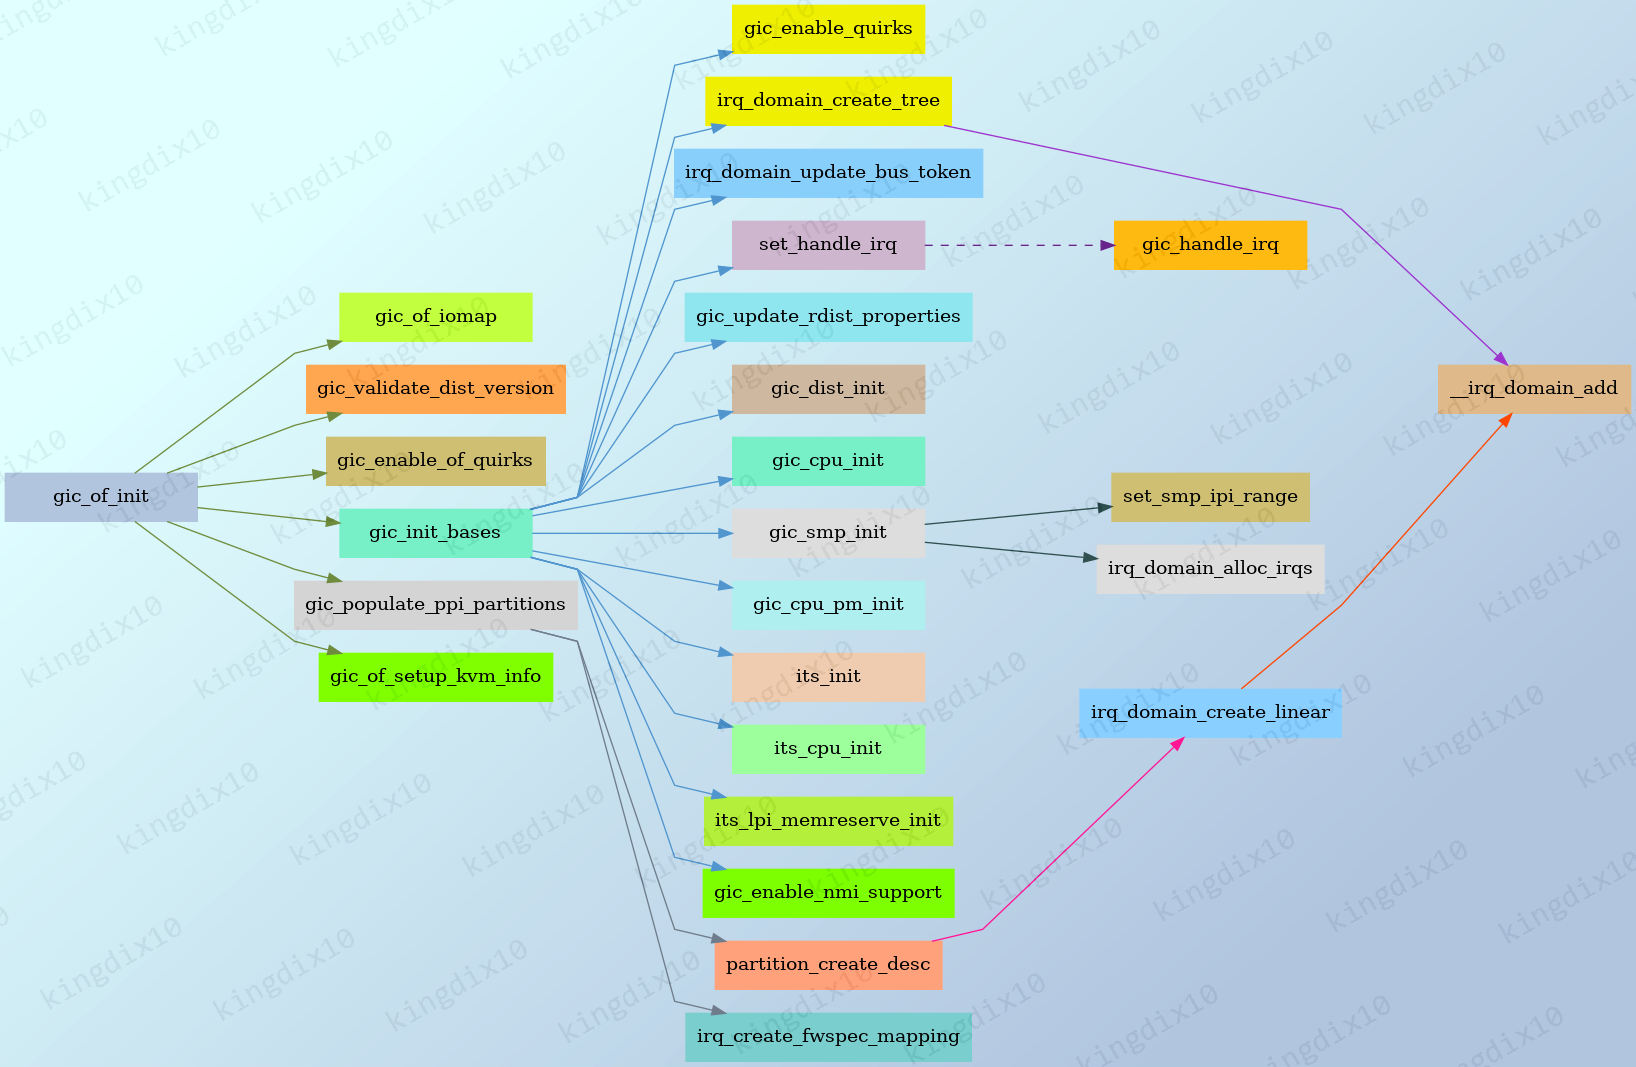 gic_enable_quirks
irq_domain_create_tree
irq_domain_update_bus_token
set_handle_irq
gic_handle_irq
gic_of_iomap
gic_update_rdist_properties
gic_validate_dist_version
gic_dist_init
__irq_domain_add
gic_enable_of_quirks
gic_cpu_init
gic_of_init
set_smp_ipi_range
gic_init_bases
gic_smp_init
irq_domain_alloc_irqs
gic_populate_ppi_partitions
gic_cpu_pm_init
gic_of_setup_kvm_info
its_init
irq_domain_create_linear
its_cpu_init
its_lpi_memreserve_init
gic_enable_nmi_support
partition_create_desc
irq_create_fwspec_mapping
kingdix10